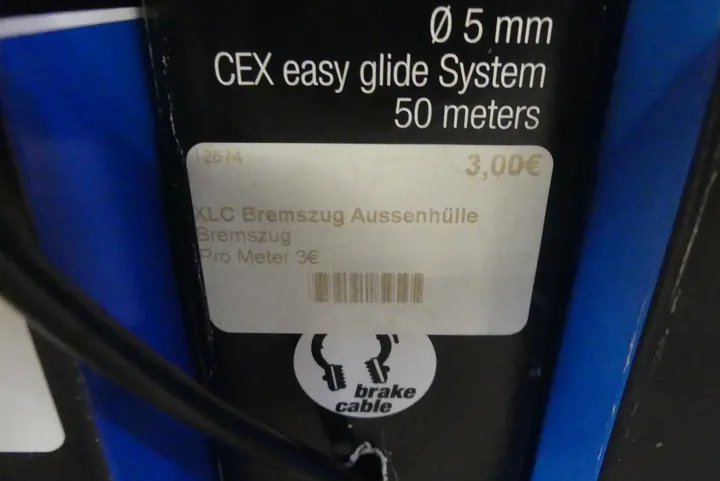 Ø 5 mm
CEX easy glide System
50 meters
12674
3,00€
XLC Bremszug Aussenhülle
Bremszug
Pro Meter 3€
brake
cable